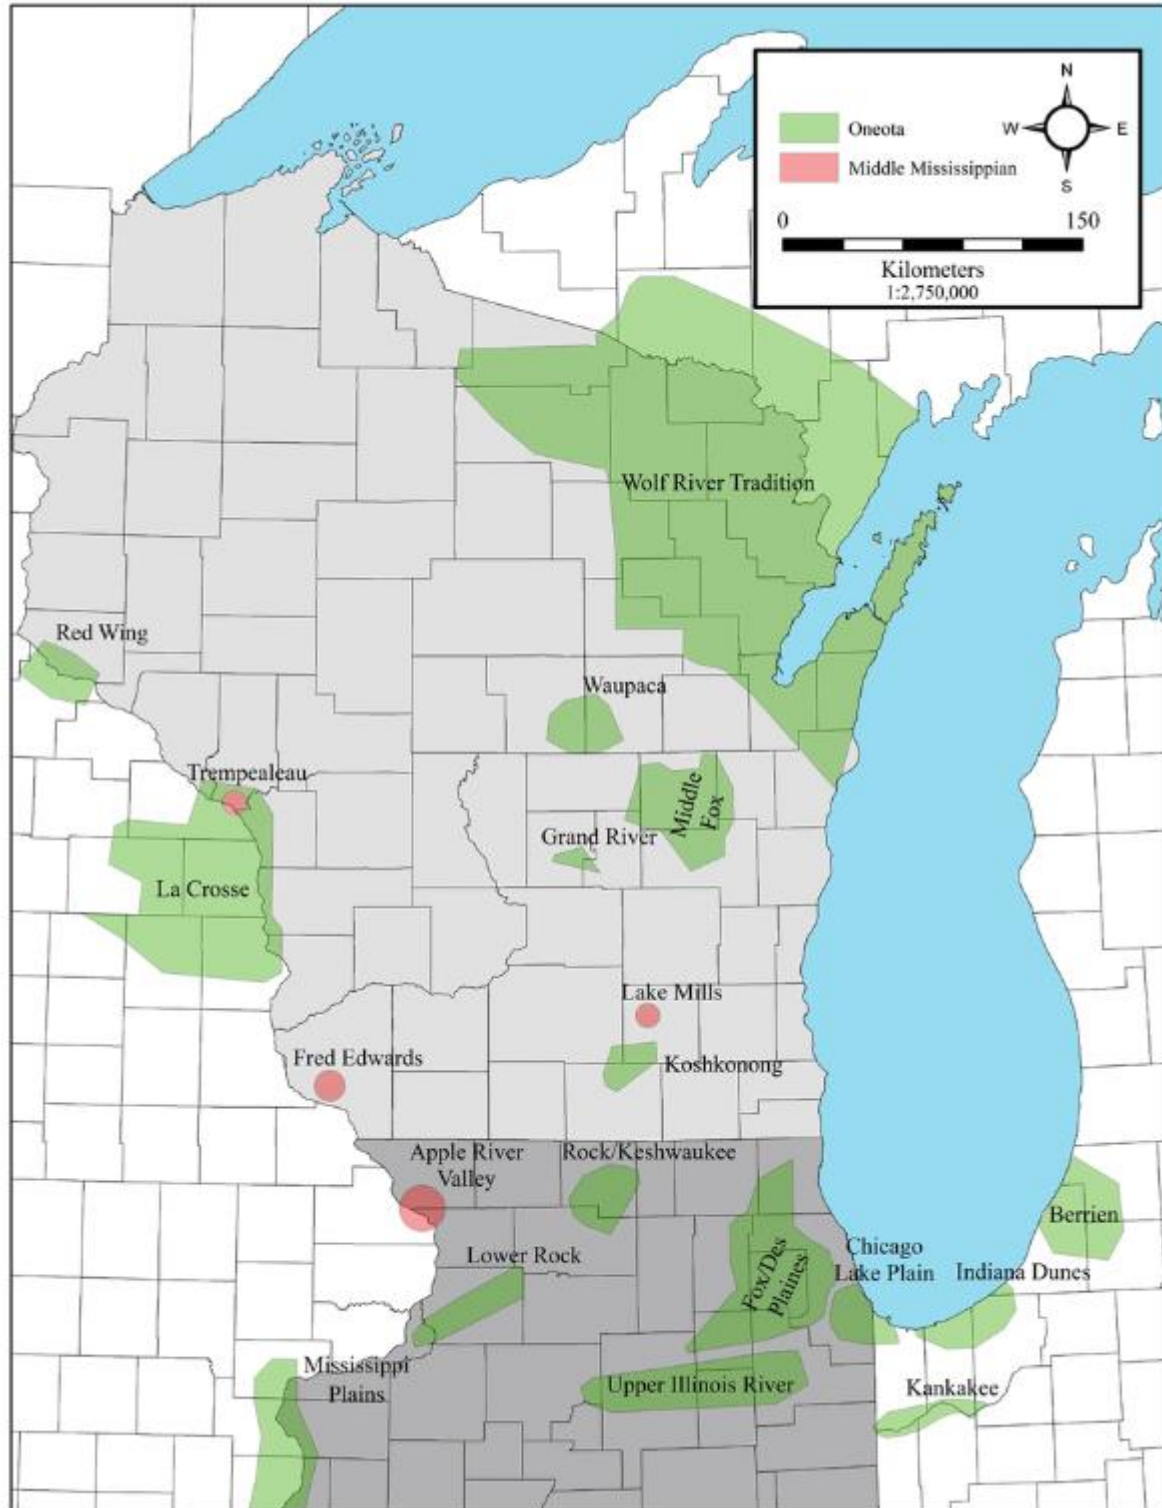 N
Oneota
W
E
Middle Mississippian
S
0
150
Kilometers
1:2,750,000
Wolf River Tradition
Red Wing
Waupaca
Trempealeau
Middle
Fox
Grand River
La Crosse
Lake Mills
Fred Edwards
Koshkonong
Apple River
Valley
Rock/Keshwaukee
Berrien
Chicago
Lake Plain
Indiana Dunes
Lower Rock
Fox/Des
Plaines
Mississippi
Plains
Upper Illinois River
Kankakee